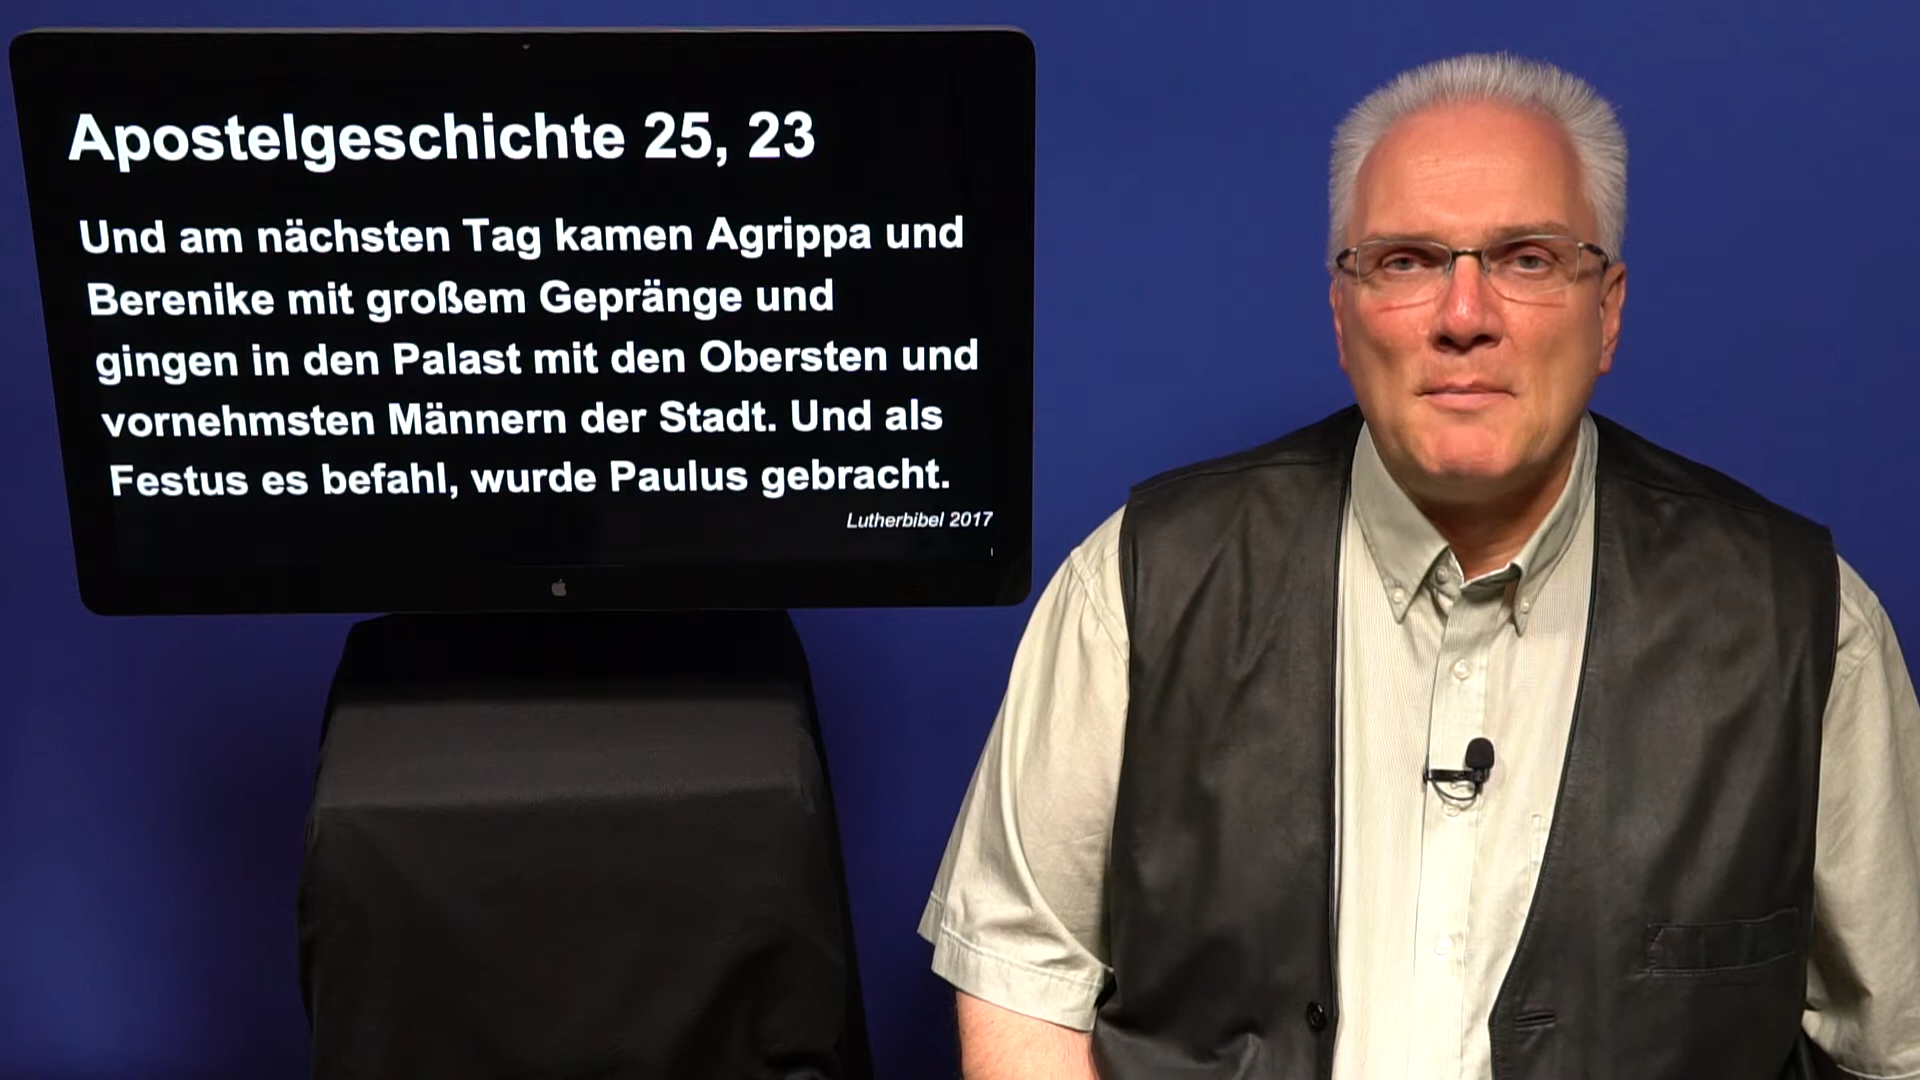 Apostelgeschichte 25, 23
Und am nächsten Tag kamen Agrippa und
Berenike mit großem Gepränge und
gingen in den Palast mit den Obersten und
vornehmsten Männern der Stadt. Und als
Festus es befahl, wurde Paulus gebracht.
Lutherbibel 2017